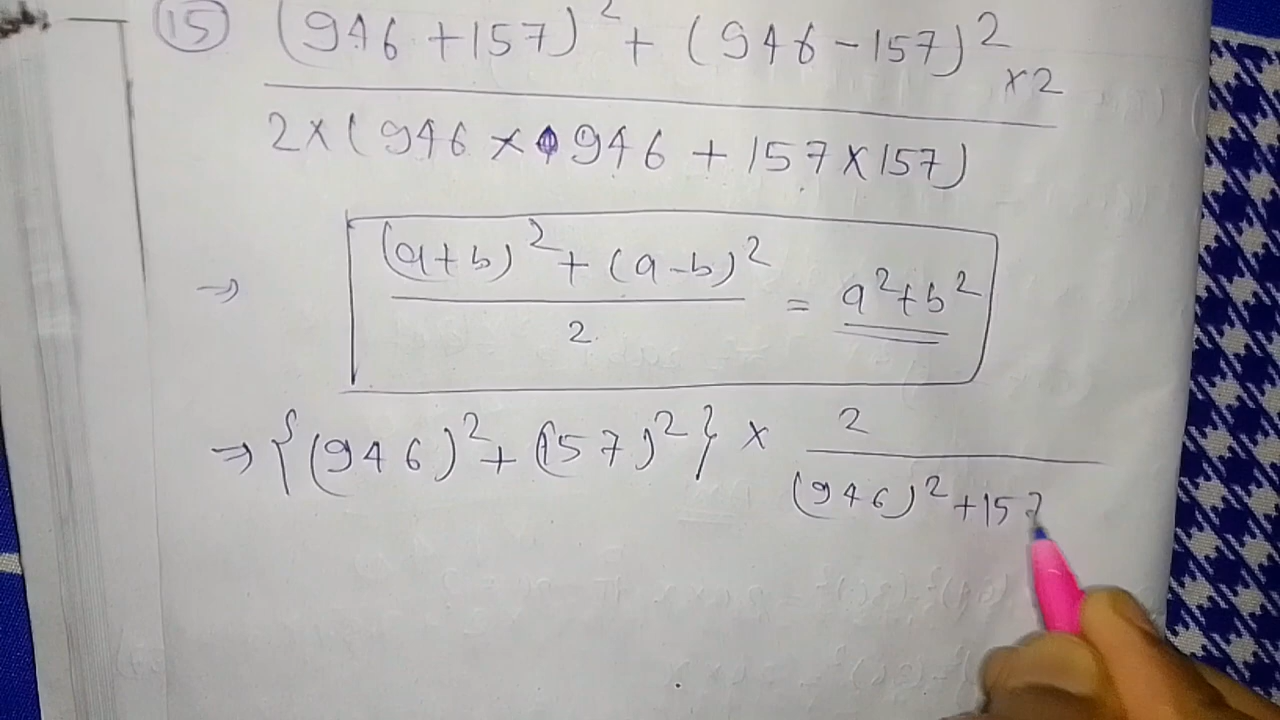 (15) (946 + 157)² + (946 - 157)² × 2
2 × (946 × 946 + 157 × 157)
⇒ (a+b)² + (a-b)²
2
= a²+b²
⇒ {(946)² + (157)²} × 2
(946)² + 157